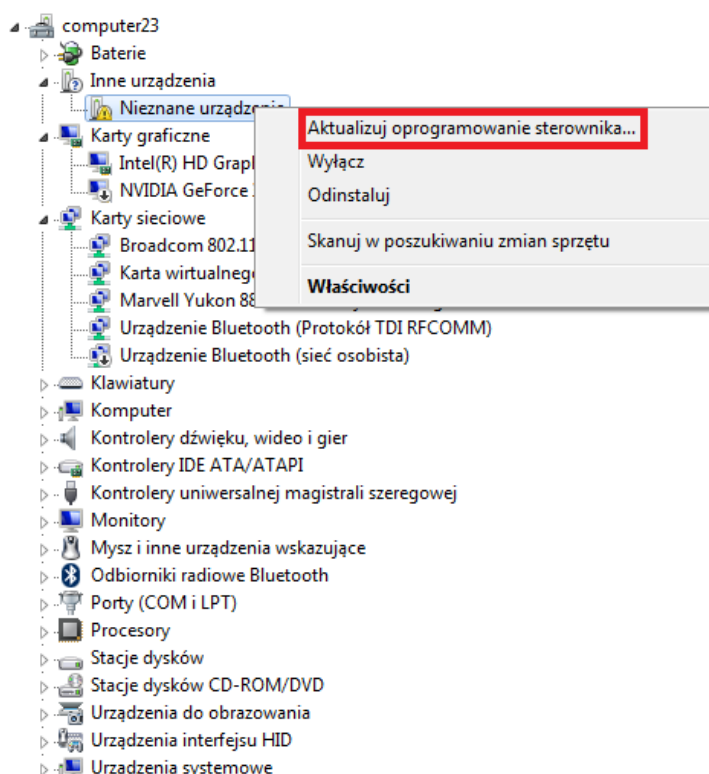 computer23
Baterie
Inne urządzenia
Nieznane urządzenie
Aktualizuj oprogramowanie sterownika...
Karty graficzne
Wyłącz
Intel(R) HD Grap
Odinstaluj
NVIDIA GeForce
Karty sieciowe
Skanuj w poszukiwaniu zmian sprzętu
Broadcom 802.11
Karta wirtualneg
Właściwości
Marvell Yukon 88
Urządzenie Bluetooth (Protokół TDI RFCOMM)
Urządzenie Bluetooth (sieć osobista)
Klawiatury
Komputer
Kontrolery dźwięku, wideo i gier
Kontrolery IDE ATA/ATAPI
Kontrolery uniwersalnej magistrali szeregowej
Monitory
Mysz i inne urządzenia wskazujące
Odbiorniki radiowe Bluetooth
Porty (COM i LPT)
Procesory
Stacje dysków
Stacje dysków CD-ROM/DVD
Urządzenia do obrazowania
Urządzenia interfejsu HID
Urządzenia systemowe